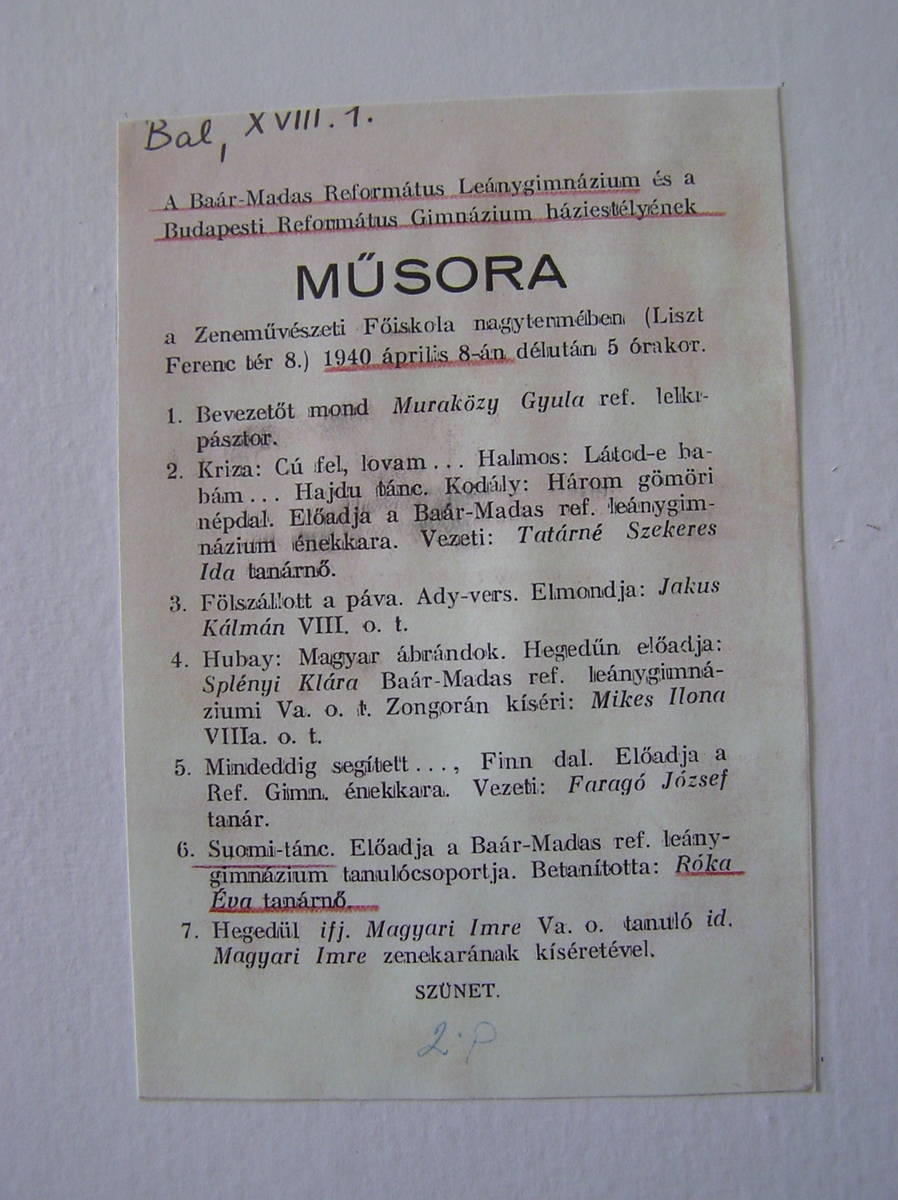 Bal, XVIII. 1.
A Baár-Madas Református Leánygimnázium és a
Budapesti Református Gimnázium háziestélyének
MŰSORA
a Zeneművészeti Főiskola nagytermében (Liszt
Ferenc tér 8.) 1940 április 8-án délután 5 órakor.
1. Bevezetőt mond Muraközy Gyula ref. lelki-
pásztor.
2. Kriza: Cú fel, lovam... Halmos: Látod-e ba-
bám... Hajdu tánc. Kodály: Három gömöri
népdal. Előadja a Baár-Madas ref. leánygim-
názium énekkara. Vezeti: Tatárné Szekeres
Ida tanárnő.
3. Fölszállott a páva. Ady-vers. Elmondja: Jakus
Kálmán VIII. o. t.
4. Hubay: Magyar ábrándok. Hegedűn előadja:
Splényi Klára Baár-Madas ref. leánygimná-
ziumi Va. o. t. Zongorán kíséri: Mikes Ilona
VIIIa. o. t.
5. Mindeddig segített..., Finn dal. Előadja a
Ref. Gimn. énekkara. Vezeti: Faragó József
tanár.
6. Suomi-tánc. Előadja a Baár-Madas ref. leány-
gimnázium tanulócsoportja. Betanította: Róka
Éva tanárnő.
7. Hegedül ifj. Magyari Imre Va. o. tanuló id.
Magyari Imre zenekarának kíséretével.
SZÜNET.
2.p